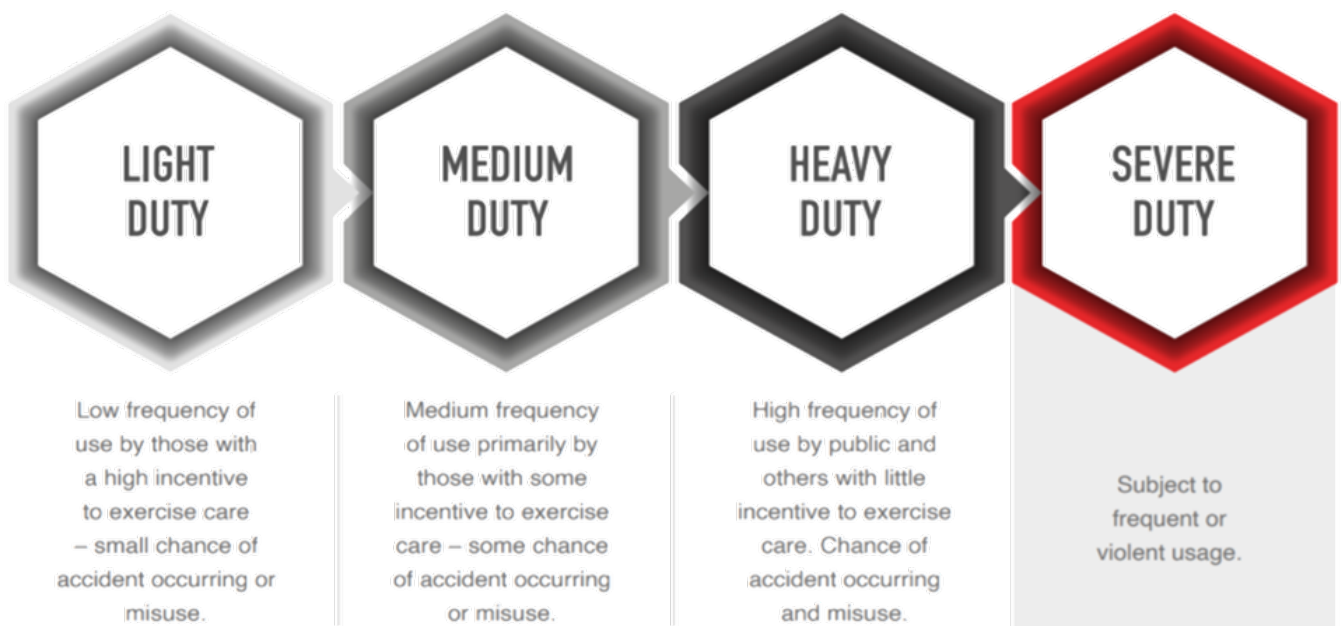 LIGHT
DUTY
MEDIUM
DUTY
HEAVY
DUTY
SEVERE
DUTY
Low frequency of
use by those with
a high incentive
to exercise care
– small chance of
accident occurring or
misuse.
Medium frequency
of use primarily by
those with some
incentive to exercise
care – some chance
of accident occurring
or misuse.
High frequency of
use by public and
others with little
incentive to exercise
care. Chance of
accident occurring
and misuse.
Subject to
frequent or
violent usage.